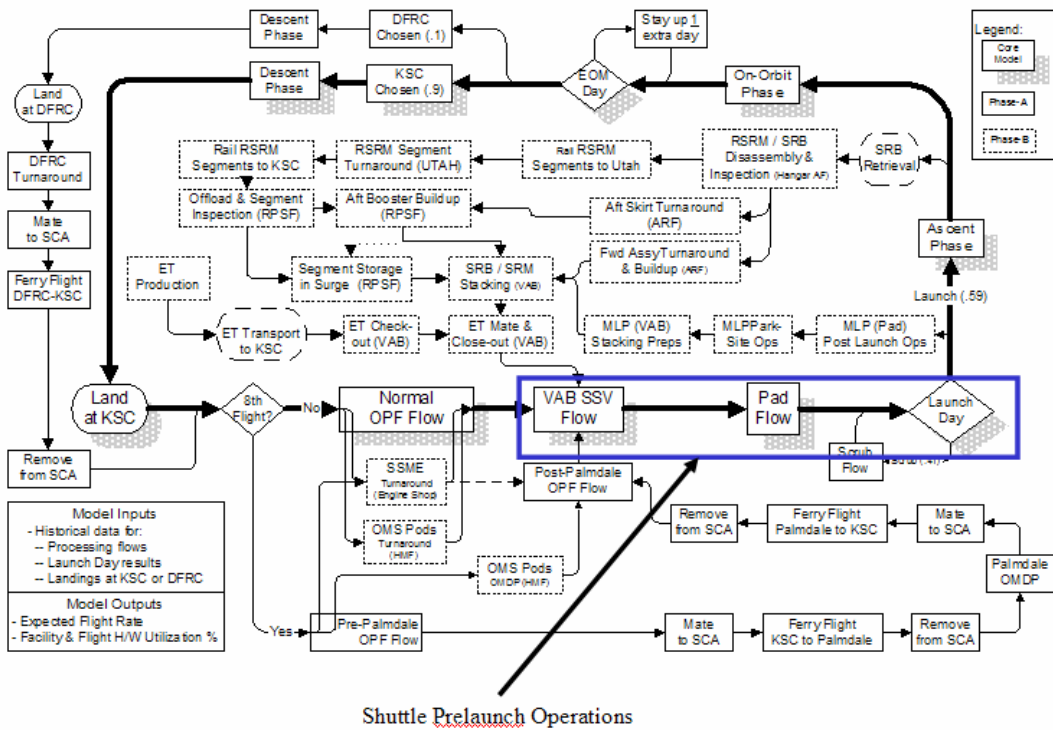 Descent
Phase
DFRC
Chosen (.1)
Stay up 1
extra day
Legend:
Core
Model
Phase-A
Phase-B
Descent
Phase
KSC
Chosen (.9)
EOM
Day
On-Orbit
Phase
Land
at DFRC
DFRC
Turnaround
Mate
to SCA
Ferry Flight
DFRC-KSC
Remove
from SCA
Rail RSRM
Segments to KSC
RSRM Segment
Turnaround (UTAH)
Rail RSRM
Segments to Utah
RSRM / SRB
Disassembly &
Inspection (Hangar AF)
SRB
Retrieval
Offload & Segment
Inspection (RPSF)
Aft Booster Buildup
(RPSF)
Aft Skirt Turnaround
(ARF)
Ascent
Phase
Fwd Assy Turnaround
& Buildup (ARF)
ET
Production
Segment Storage
in Surge (RPSF)
SRB / SRM
Stacking (VAB)
Launch (.59)
ET Transport
to KSC
ET Check-
out (VAB)
ET Mate &
Close-out (VAB)
MLP (VAB)
Stacking Preps
MLP Park-
Site Ops
MLP (Pad)
Post Launch Ops
Land
at KSC
8th
Flight?
No
Normal
OPF Flow
VAB SSV
Flow
Pad
Flow
Launch
Day
Scrub
Flow
Scrub (.41)
SSME
Turnaround
(Engine Shop)
Post-Palmdale
OPF Flow
OMS Pods
Turnaround
(HMF)
Remove
from SCA
Ferry Flight
Palmdale to KSC
Mate
to SCA
OMS Pods
OMDP (HMF)
Palmdale
OMDP
Yes
Pre-Palmdale
OPF Flow
Mate
to SCA
Ferry Flight
KSC to Palmdale
Remove
from SCA
Model Inputs
- Historical data for:
-- Processing flows
-- Launch Day results
-- Landings at KSC or DFRC
Model Outputs
- Expected Flight Rate
- Facility & Flight H/W Utilization %
Shuttle Prelaunch Operations